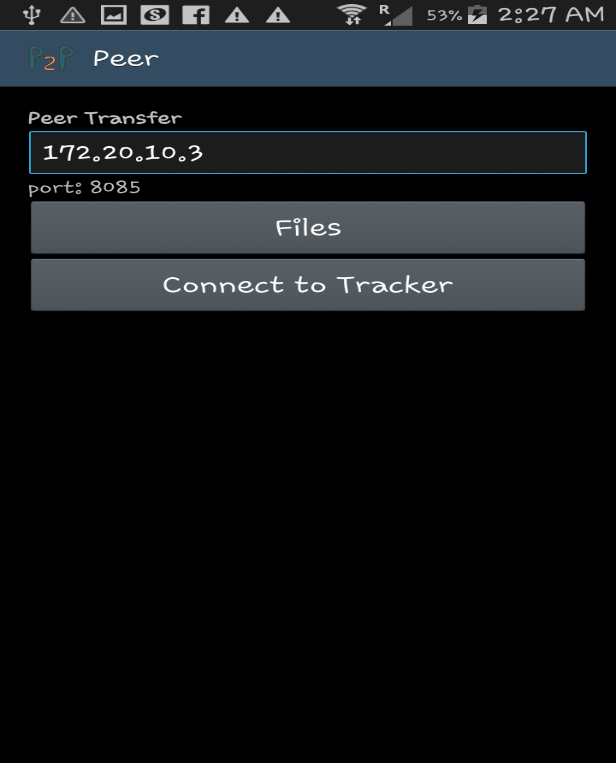 R 53% 2:27 AM
P2P Peer
Peer Transfer
172.20.10.3
port: 8085
Files
Connect to Tracker